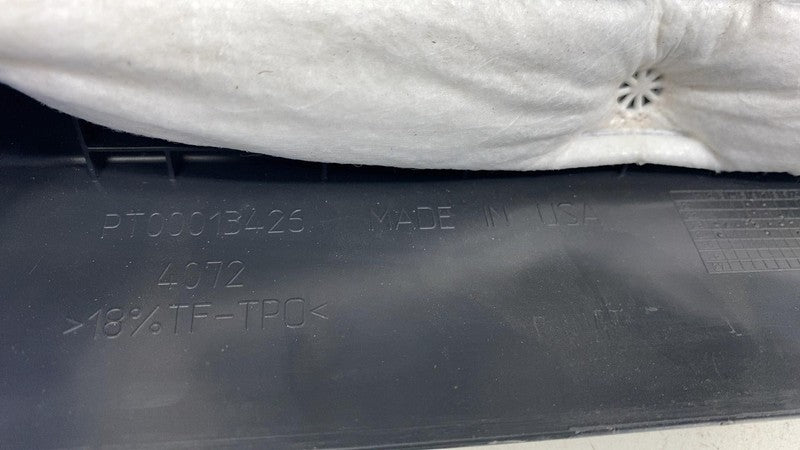 PT00013426 MADE IN USA
4072
>18%TF-TPO<